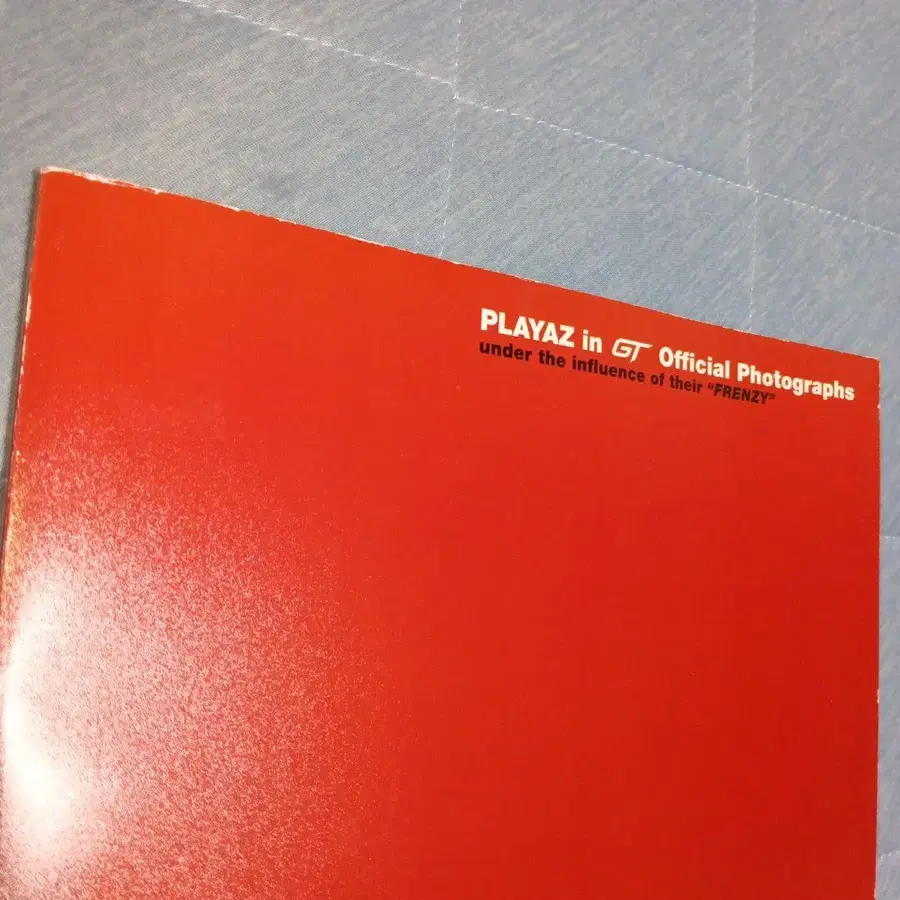 PLAYAZ in GT Official Photographs
under the influence of their "FRENZY"